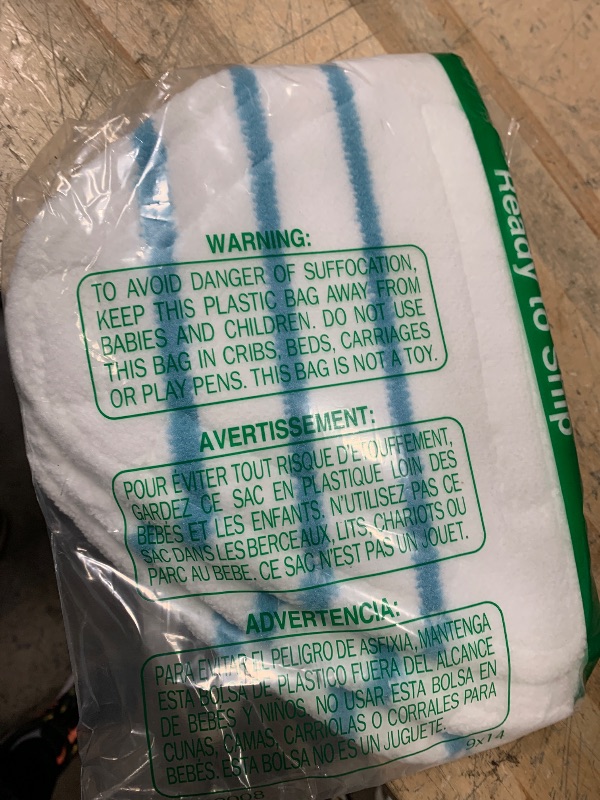 WARNING:
TO AVOID DANGER OF SUFFOCATION,
KEEP THIS PLASTIC BAG AWAY FROM
BABIES AND CHILDREN. DO NOT USE
THIS BAG IN CRIBS, BEDS, CARRIAGES
OR PLAY PENS. THIS BAG IS NOT A TOY.
AVERTISSEMENT:
POUR ÉVITER TOUT RISQUE D'ETOUFFEMENT,
GARDEZ CE SAC EN PLASTIQUE LOIN DES
BÉBÉS ET LES ENFANTS, N'UTILISEZ PAS CE
SAC DANS LES BERCEAUX, LITS, CHARIOTS OU
PARC AU BEBE. CE SAC N'EST PAS UN JOUET.
ADVERTENCIA:
PARA EVITAR EL PELIGRO DE ASFIXIA, MANTENGA
ESTA BOLSA DE PLASTICO FUERA DEL ALCANCE
DE BEBÉS Y NIÑOS. NO USAR ESTA BOLSA EN
CUNAS, CAMAS, CARRIOLAS O CORRALES PARA
BEBÉS. ESTA BOLSA NO ES UN JUGUETE.
9x14
Ready to Ship